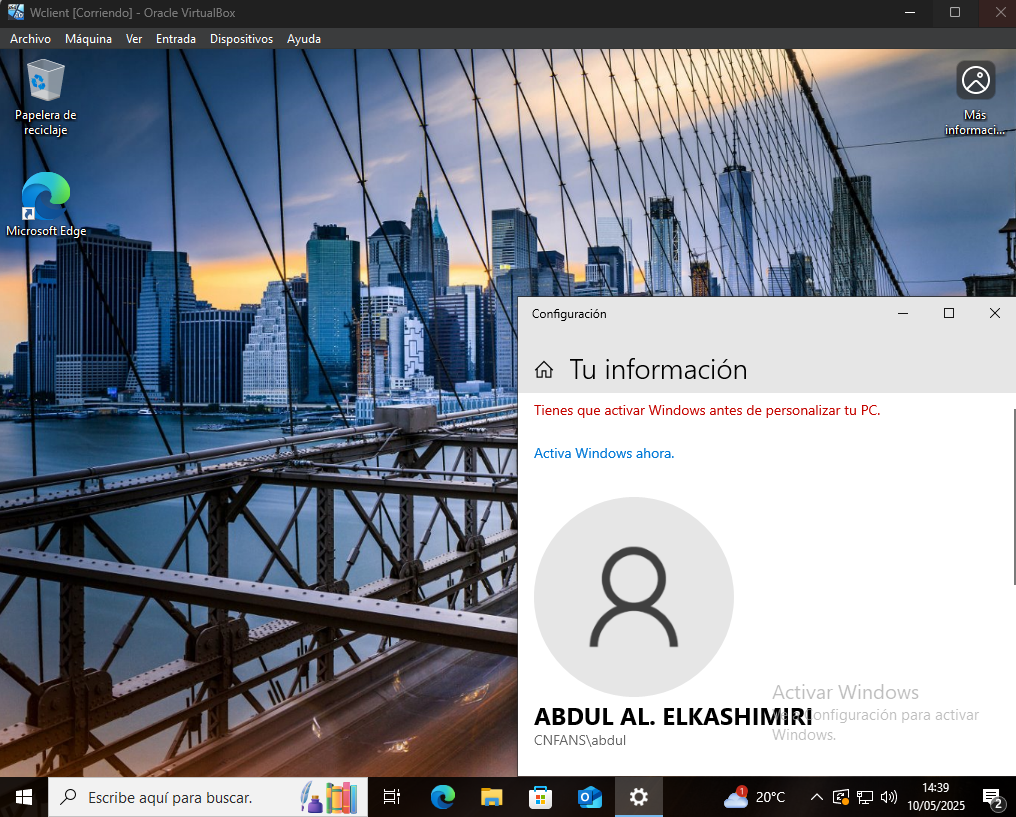 Wclient [Corriendo] - Oracle VirtualBox
Archivo Máquina Ver Entrada Dispositivos Ayuda
Papelera de
reciclaje
Más
informaci...
Microsoft Edge
Configuración
Tu información
Tienes que activar Windows antes de personalizar tu PC.
Activa Windows ahora.
ABDUL AL. ELKASHIMIRI
CNFANS\abdul
Activar Windows
Ve a Configuración para activar
Windows.
Escribe aquí para buscar.
1
20°C
14:39
10/05/2025
2